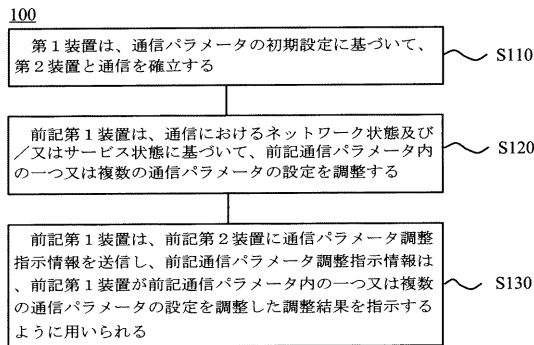 100
第1装置は、通信パラメータの初期設定に基づいて、
第2装置と通信を確立する
S110
前記第1装置は、通信におけるネットワーク状態及び
/又はサービス状態に基づいて、前記通信パラメータ内
の一つ又は複数の通信パラメータの設定を調整する
S120
前記第1装置は、前記第2装置に通信パラメータ調整
指示情報を送信し、前記通信パラメータ調整指示情報は
、前記第1装置が前記通信パラメータ内の一つ又は複数
の通信パラメータの設定を調整した調整結果を指示する
ように用いられる
S130